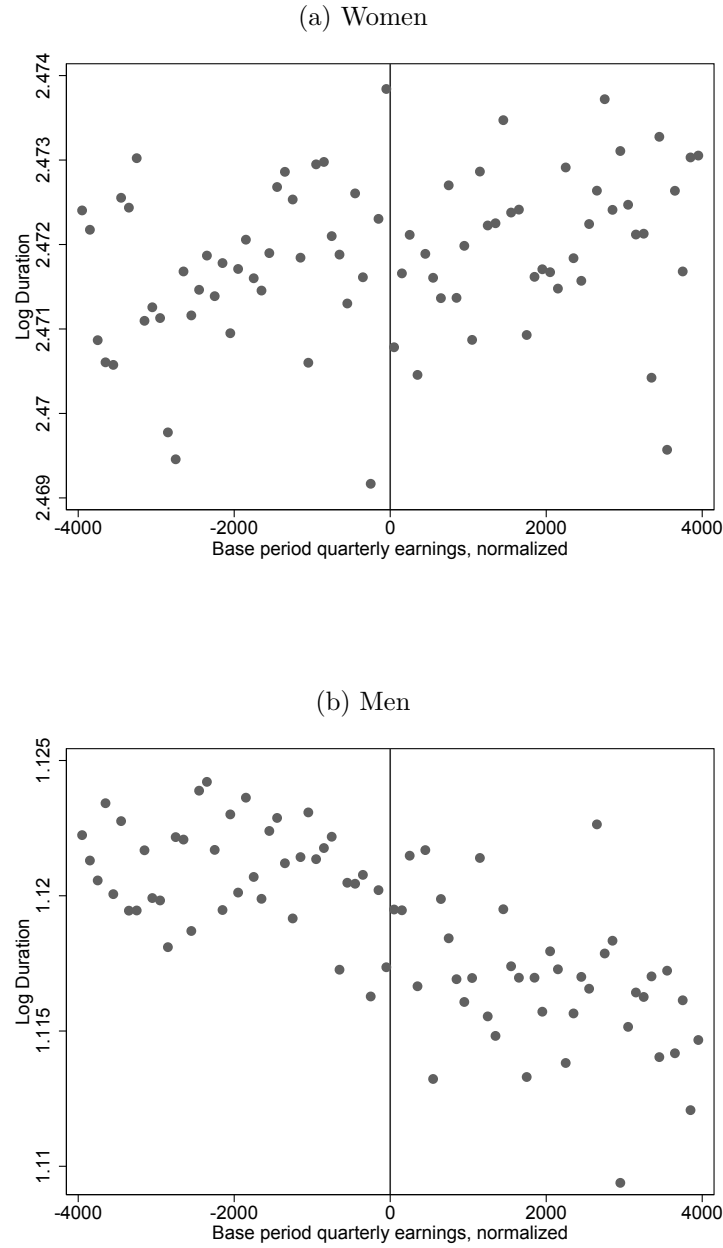 (a) Women
2.474
2.473
2.472
2.471
2.47
2.469
Log Duration
-4000 -2000 0 2000 4000
Base period quarterly earnings, normalized
(b) Men
1.125
1.12
1.115
1.11
Log Duration
-4000 -2000 0 2000 4000
Base period quarterly earnings, normalized